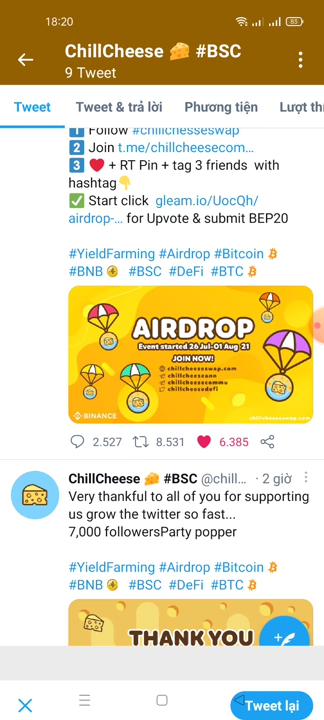 18:20
83
ChillCheese 🧀 #BSC
9 Tweet
Tweet
Tweet & trả lời
Phương tiện
Lượt th
1 Follow #chillchesseswap
2 Join t.me/chillcheesecom...
3 ❤️ + RT Pin + tag 3 friends with
hashtag👇
✅ Start click gleam.io/UocQh/
airdrop-... for Upvote & submit BEP20
#YieldFarming #Airdrop #Bitcoin
#BNB #BSC #DeFi #BTC
AIRDROP
Event started 26 Jul-01 Aug 21
JOIN NOW!
chillcheeseswap.com
chillcheeseann
chillcheesecommu
chillcheesedefi
BINANCE
chillcheeseswap.com
2.527
8.531
6.385
ChillCheese 🧀 #BSC @chill... · 2 giờ
Very thankful to all of you for supporting
us grow the twitter so fast...
7,000 followersParty popper
#YieldFarming #Airdrop #Bitcoin
#BNB #BSC #DeFi #BTC
THANK YOU
Tweet lại